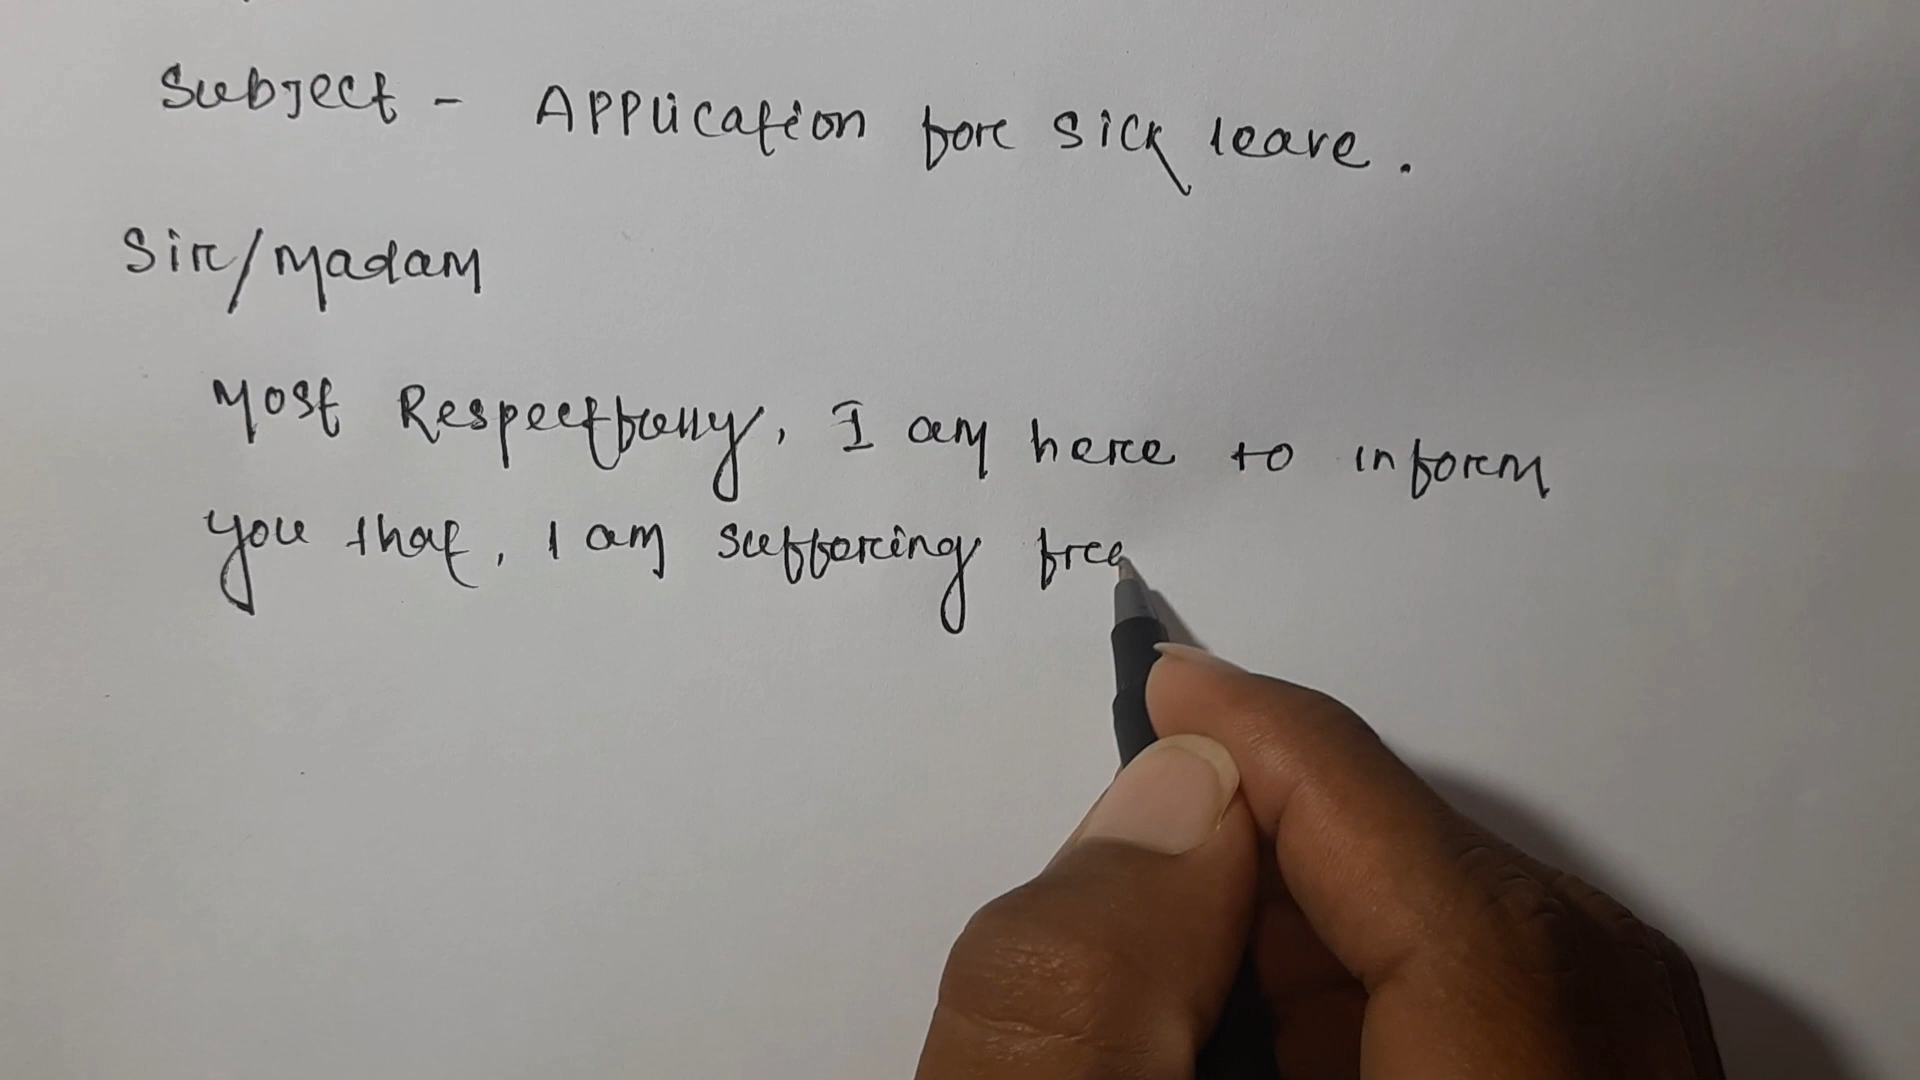 Subject - Application for Sick leave.
Sir/Madam
Most Respectfully, I am here to inform
you that, I am suffering